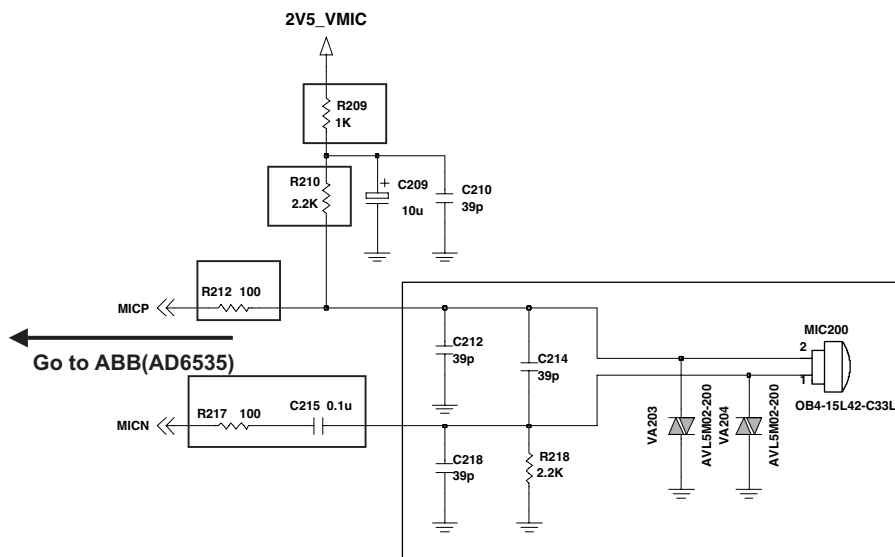 2V5_VMIC
R209
1K
R210
2.2K
+
C209
10u
C210
39p
R212 100
MICP
Go to ABB(AD6535)
C212
39p
C214
39p
MIC200
2
1
OB4-15L42-C33L
R217 100
C215 0.1u
MICN
C218
39p
R218
2.2K
VA203
AVL5M02-200
VA204
AVL5M02-200